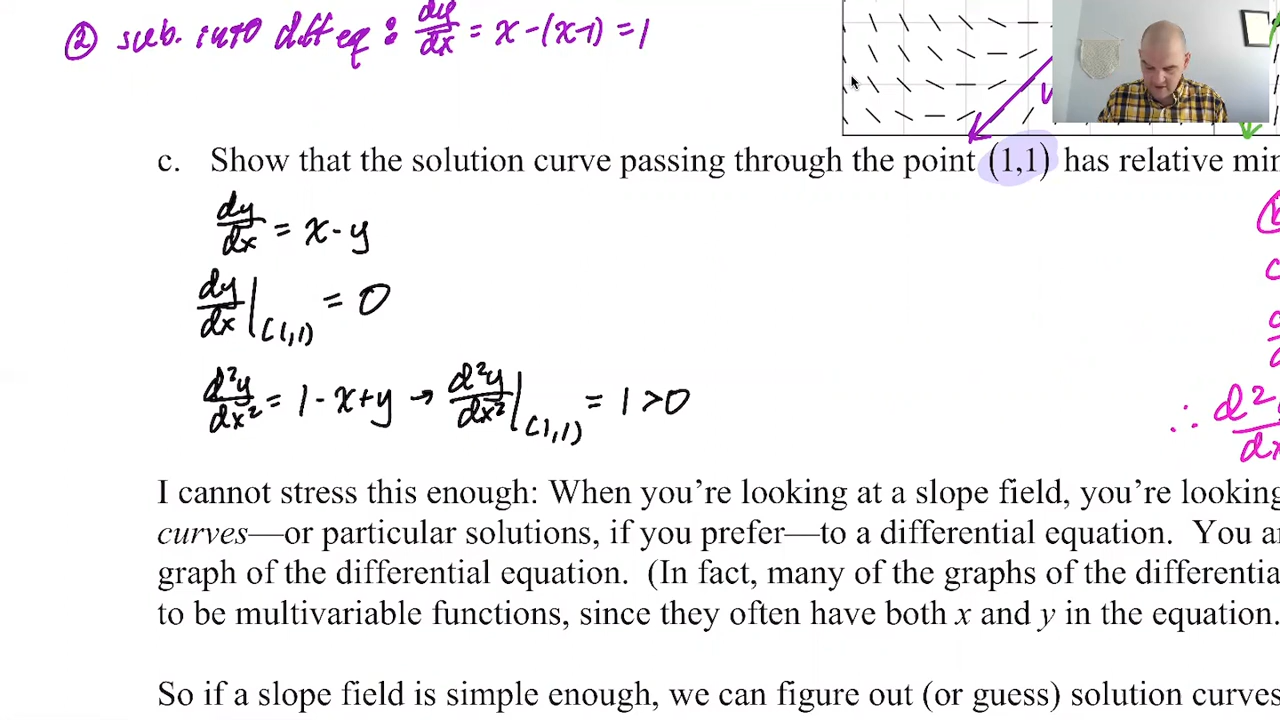 ② sub. into diff eq : dy/dx = x-(x-1) = 1
c. Show that the solution curve passing through the point (1,1) has relative min
dy/dx = x-y
dy/dx|(1,1) = 0
d²y/dx² = 1-x+y → d²y/dx²|(1,1) = 1>0
∴ d²
dx
I cannot stress this enough: When you're looking at a slope field, you're looking
curves—or particular solutions, if you prefer—to a differential equation. You
graph of the differential equation. (In fact, many of the graphs of the differentia
to be multivariable functions, since they often have both x and y in the equation.
So if a slope field is simple enough, we can figure out (or guess) solution curves